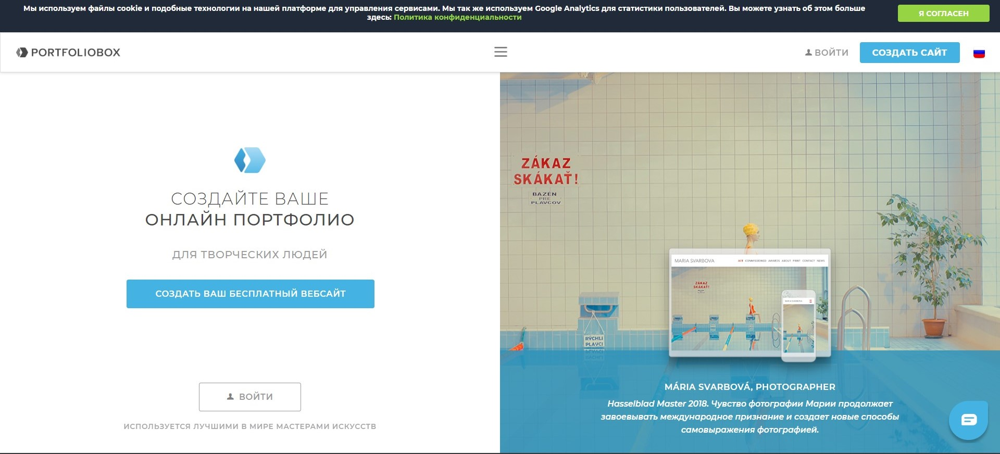 Мы используем файлы cookie и подобные технологии на нашей платформе для управления сервисами. Мы так же используем Google Analytics для статистики пользователей. Вы можете узнать об этом больше
здесь: Политика конфиденциальности
Я СОГЛАСЕН
PORTFOLIOBOX
ВОЙТИ
СОЗДАТЬ САЙТ
СОЗДАЙТЕ ВАШЕ
ОНЛАЙН ПОРТФОЛИО
ДЛЯ ТВОРЧЕСКИХ ЛЮДЕЙ
СОЗДАТЬ ВАШ БЕСПЛАТНЫЙ ВЕБСАЙТ
ВОЙТИ
ИСПОЛЬЗУЕТСЯ ЛУЧШИМИ В МИРЕ МАСТЕРАМИ ИСКУССТВ
ZÁKAZ
SKÁKAŤ!
BAZÉN
PRE
PLAVCOV
RÝCHLI
PLAVCI
MARIA SVARBOVA
ART COMMISSIONED AWARDS ABOUT PRINT CONTACT NEWS
ZÁKAZ
SKÁKAŤ!
MARIA SVARBOVA
MÁRIA SVARBOVÁ, PHOTOGRAPHER
Hasselblad Master 2018. Чувство фотографии Марии продолжает
завоевывать международное признание и создает новые способы
самовыражения фотографией.